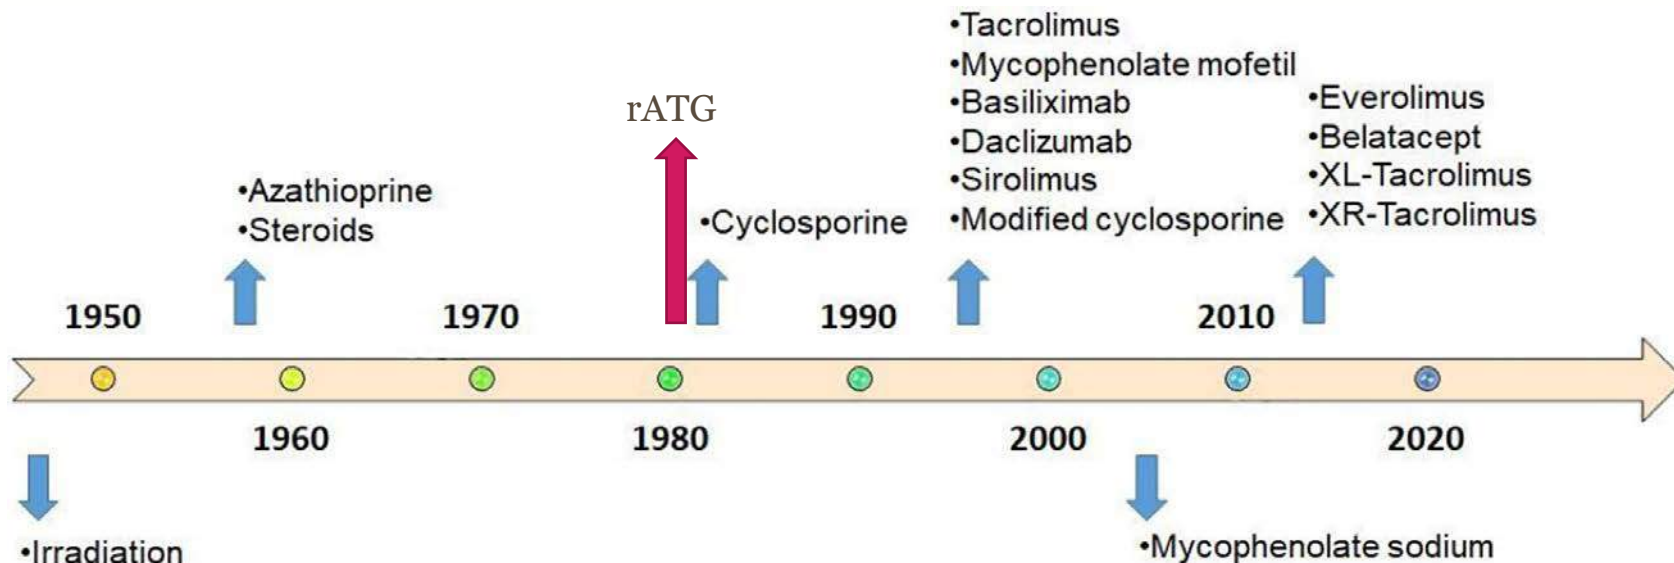 •Tacrolimus
•Mycophenolate mofetil
•Basiliximab
•Daclizumab
•Sirolimus
•Modified cyclosporine
•Everolimus
•Belatacept
•XL-Tacrolimus
•XR-Tacrolimus
rATG
•Azathioprine
•Steroids
•Cyclosporine
1950
1970
1990
2010
1960
1980
2000
2020
•Irradiation
•Mycophenolate sodium